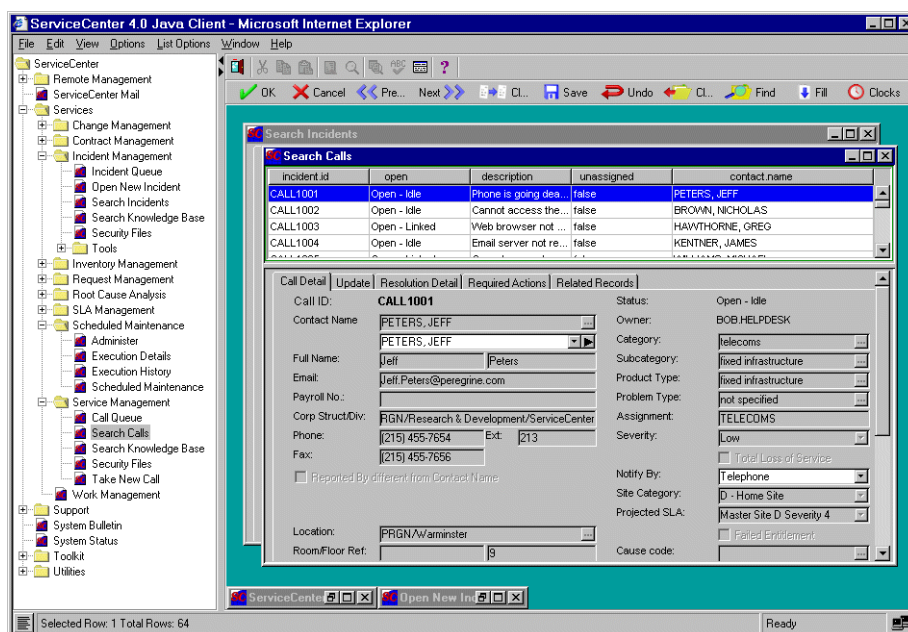 ServiceCenter 4.0 Java Client - Microsoft Internet Explorer
File Edit View Options List Options Window Help
ServiceCenter
Remote Management
ServiceCenter Mail
Services
Change Management
Contract Management
Incident Management
Incident Queue
Open New Incident
Search Incidents
Search Knowledge Base
Security Files
Tools
Inventory Management
Request Management
Root Cause Analysis
SLA Management
Scheduled Maintenance
Administer
Execution Details
Execution History
Scheduled Maintenance
Service Management
Call Queue
Search Calls
Search Knowledge Base
Security Files
Take New Call
Work Management
Support
System Bulletin
System Status
Toolkit
Utilities
ABC ?
OK Cancel Pre... Next Cl... Save Undo Cl... Find Fill Clocks
SC Search Incidents
SC Search Calls
incident.id open description unassigned contact.name
CALL1001 Open - Idle Phone is going dea... false PETERS, JEFF
CALL1002 Open - Idle Cannot access the... false BROWN, NICHOLAS
CALL1003 Open - Linked Web browser not ... false HAWTHORNE, GREG
CALL1004 Open - Idle Email server not re... false KENTNER, JAMES
Call Detail Update Resolution Detail Required Actions Related Records
Call ID: CALL1001 Status: Open - Idle
Contact Name PETERS, JEFF ... Owner: BOB.HELPDESK
PETERS, JEFF Category: telecoms ...
Full Name: Jeff Peters Subcategory: fixed infrastructure ...
Email: Jeff.Peters@peregrine.com Product Type: fixed infrastructure ...
Payroll No.: Problem Type: not specified ...
Corp Struct/Div: RGN/Research & Development/ServiceCenter Assignment: TELECOMS
Phone: (215) 455-7654 Ext: 213 Severity: Low
Fax: (215) 455-7656 Total Loss of Service
Reported By different from Contact Name Notify By: Telephone
Site Category: D - Home Site
Projected SLA: Master Site D Severity 4
Location: PRGN/Warminster ... Failed Entitlement
Room/Floor Ref: 9 Cause code: ...
SC ServiceCente
SC Open New Inc
Selected Row: 1 Total Rows: 64 Ready